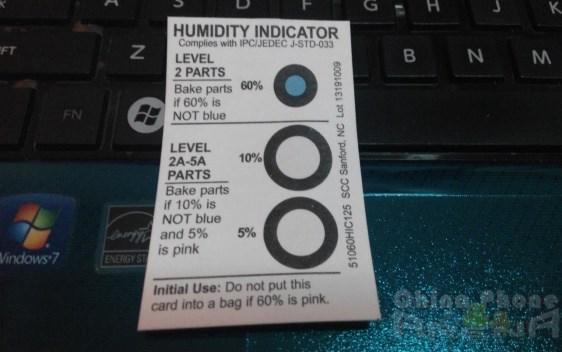 HUMIDITY INDICATOR
Complies with IPC/JEDEC J-STD-033
LEVEL
2 PARTS
Bake parts
if 60% is
NOT blue
60%
LEVEL
2A-5A
PARTS
Bake parts
if 10% is
NOT blue
and 5%
is pink
10%
5%
Initial Use: Do not put this
card into a bag if 60% is pink.
51060HIC125 SCC Sanford, NC Lot 13191009
A
S
D
F
G
H
J
Z
B
N
M
FN
Windows 7
ENERGY STAR
China Phone